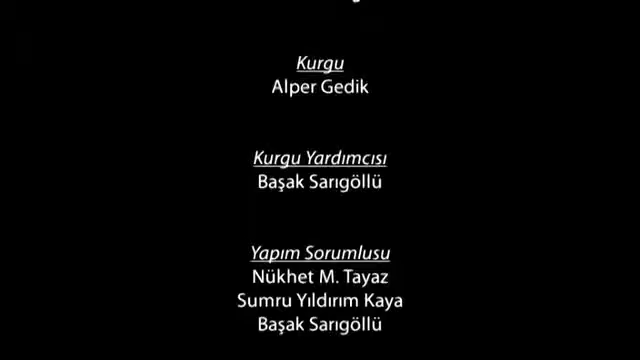 Kurgu
Alper Gedik
Kurgu Yardımcısı
Başak Sarıgöllü
Yapım Sorumlusu
Nükhet M. Tayaz
Sumru Yıldırım Kaya
Başak Sarıgöllü